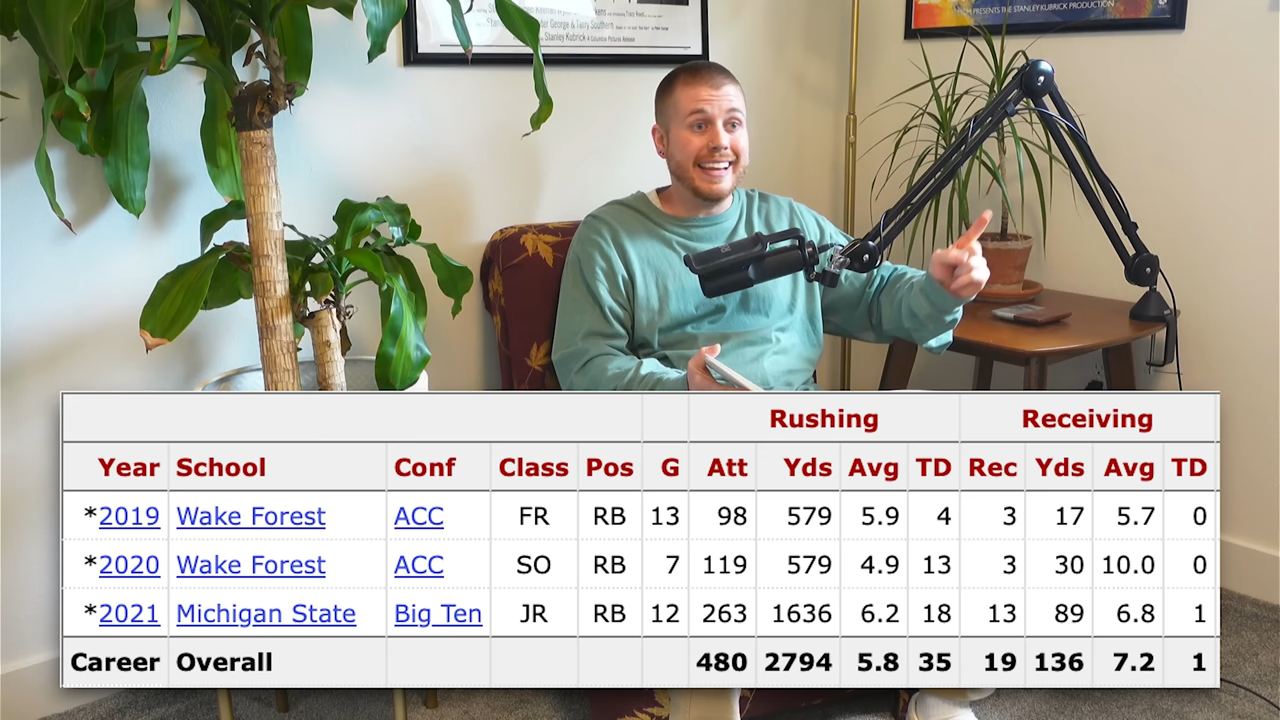 Stanley Kubrick A Columbia Pictures Release
PRESENTS THE STANLEY KUBRICK PRODUCTION
Rushing Receiving
Year School Conf Class Pos G Att Yds Avg TD Rec Yds Avg TD
*2019 Wake Forest ACC FR RB 13 98 579 5.9 4 3 17 5.7 0
*2020 Wake Forest ACC SO RB 7 119 579 4.9 13 3 30 10.0 0
*2021 Michigan State Big Ten JR RB 12 263 1636 6.2 18 13 89 6.8 1
Career Overall 480 2794 5.8 35 19 136 7.2 1